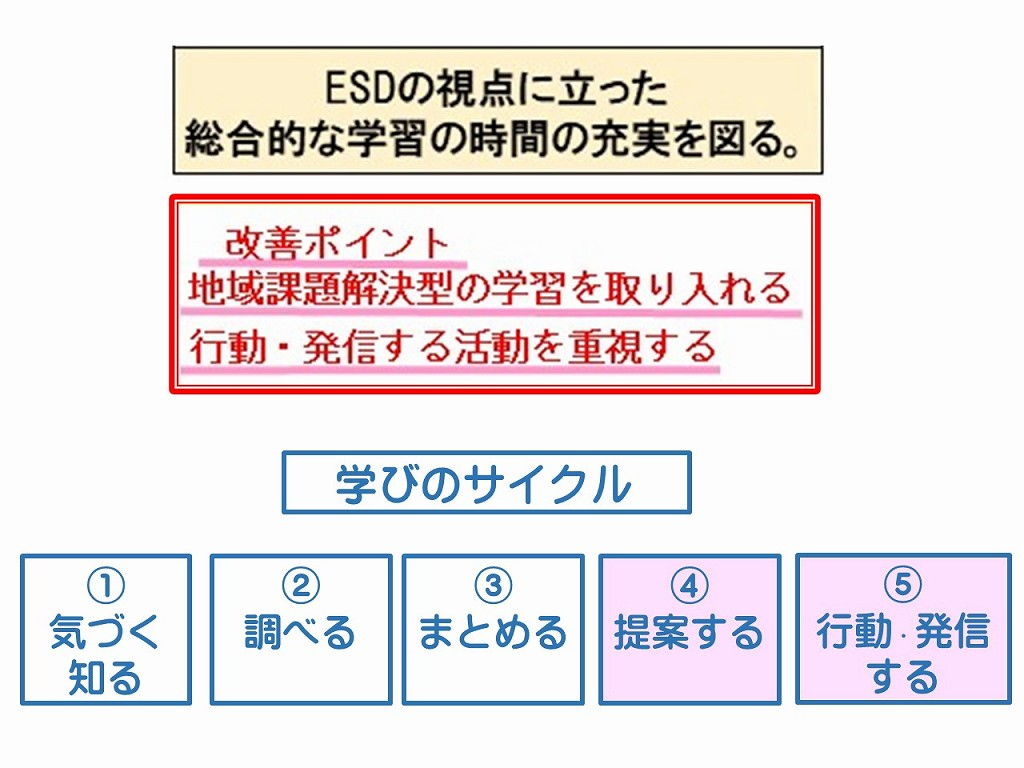 ESDの視点に立った
総合的な学習の時間の充実を図る。
改善ポイント
地域課題解決型の学習を取り入れる
行動・発信する活動を重視する
学びのサイクル
①
気づく
知る
②
調べる
③
まとめる
④
提案する
⑤
行動・発信
する